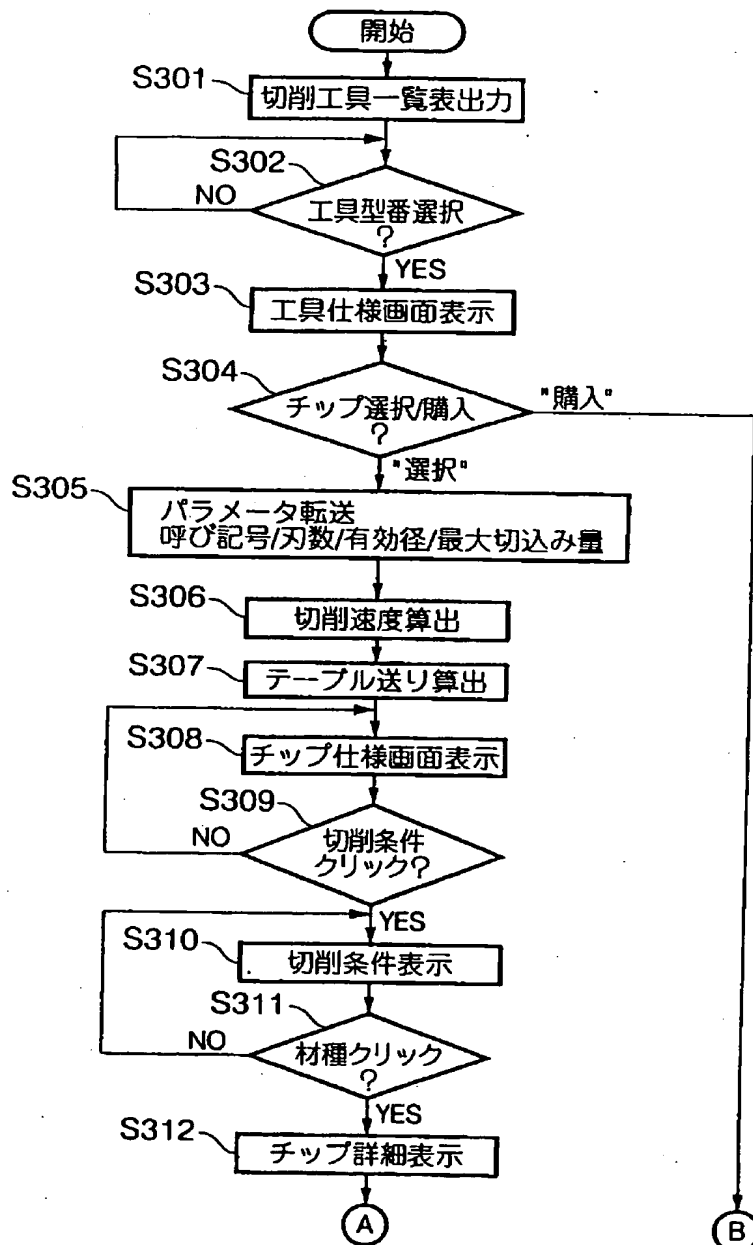 開始
S301
切削工具一覧表出力
S302
NO
工具型番選択
?
YES
S303
工具仕様画面表示
S304
チップ選択/購入
?
"購入"
"選択"
S305
パラメータ転送
呼び記号/刃数/有効径/最大切込み量
S306
切削速度算出
S307
テーブル送り算出
S308
チップ仕様画面表示
S309
NO
切削条件
クリック?
YES
S310
切削条件表示
S311
NO
材種クリック
?
YES
S312
チップ詳細表示
A
B